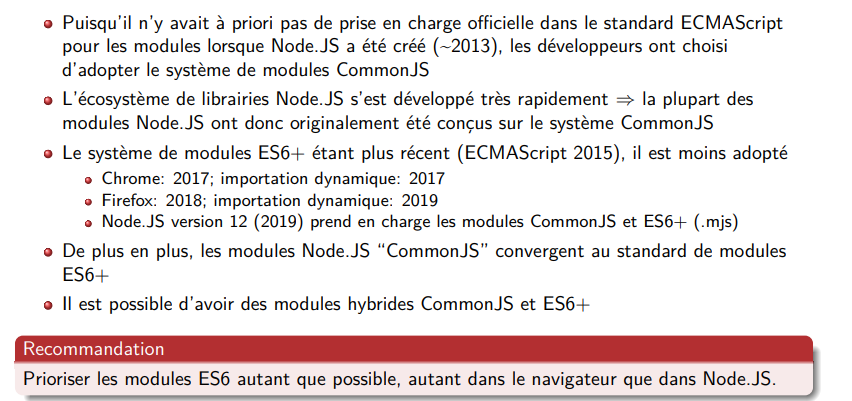 Puisqu'il n'y avait à priori pas de prise en charge officielle dans le standard ECMAScript
pour les modules lorsque Node.JS a été créé (~2013), les développeurs ont choisi
d'adopter le système de modules CommonJS
L'écosystème de librairies Node.JS s'est développé très rapidement ⇒ la plupart des
modules Node.JS ont donc originalement été conçus sur le système CommonJS
Le système de modules ES6+ étant plus récent (ECMAScript 2015), il est moins adopté
Chrome: 2017; importation dynamique: 2017
Firefox: 2018; importation dynamique: 2019
Node.JS version 12 (2019) prend en charge les modules CommonJS et ES6+ (.mjs)
De plus en plus, les modules Node.JS “CommonJS” convergent au standard de modules
ES6+
Il est possible d'avoir des modules hybrides CommonJS et ES6+
Recommandation
Prioriser les modules ES6 autant que possible, autant dans le navigateur que dans Node.JS.